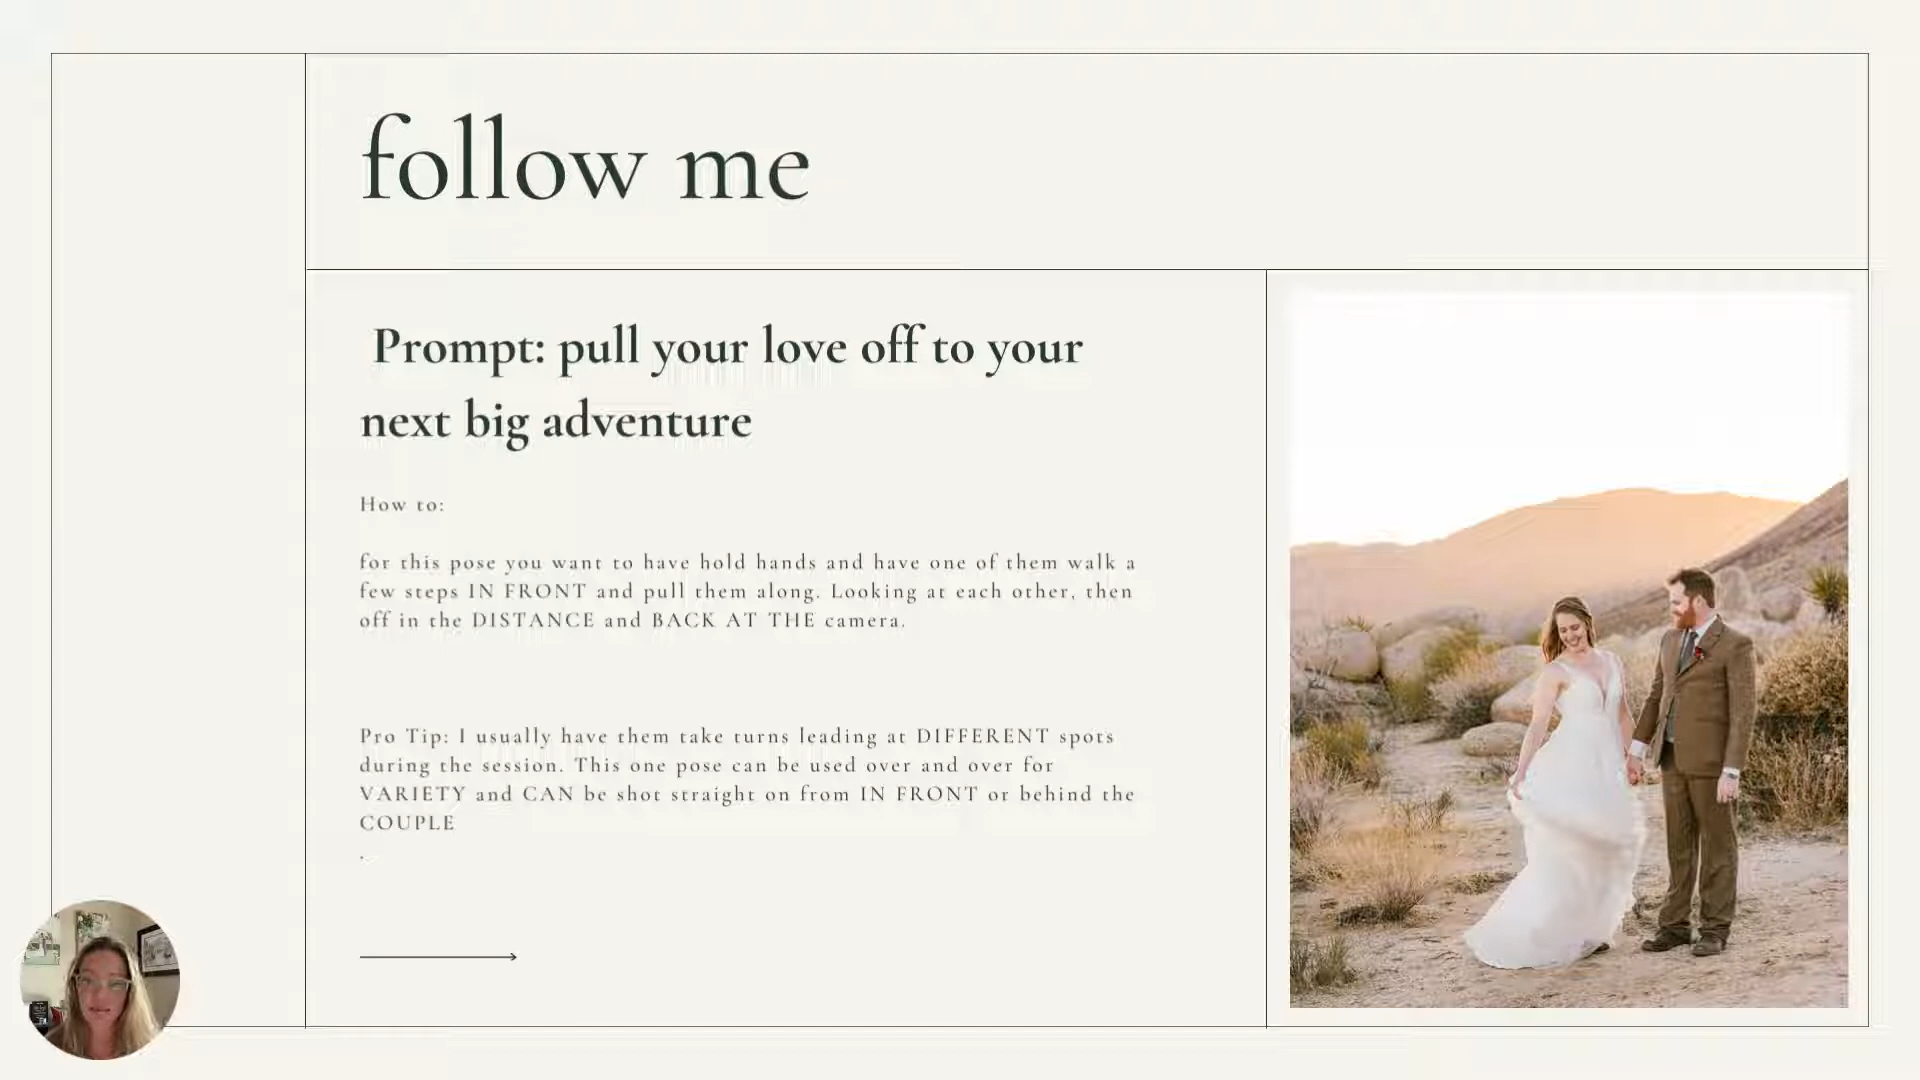 follow me
Prompt: pull your love off to your
next big adventure
How to:
for this pose you want to have hold hands and have one of them walk a
few steps IN FRONT and pull them along. Looking at each other, then
off in the DISTANCE and BACK AT THE camera.
Pro Tip: I usually have them take turns leading at DIFFERENT spots
during the session. This one pose can be used over and over for
VARIETY and CAN be shot straight on from IN FRONT or behind the
COUPLE
.